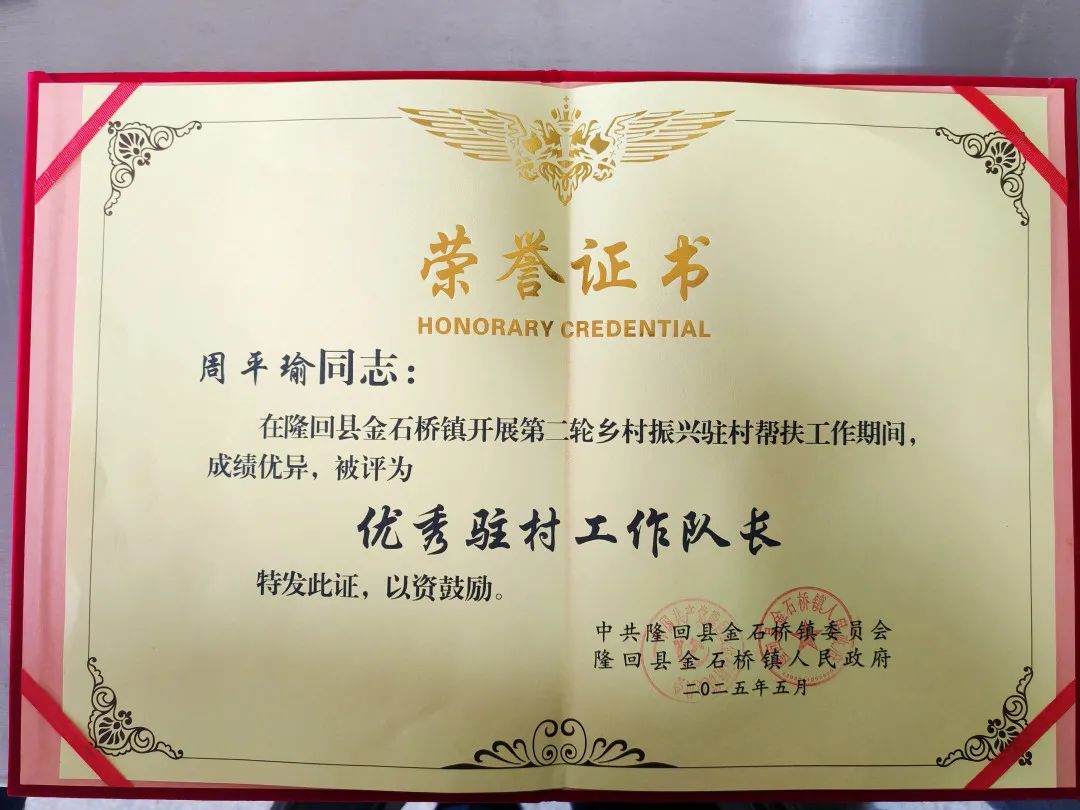 荣誉证书
HONORARY CREDENTIAL
周平瑜同志：
在隆回县金石桥镇开展第二轮乡村振兴驻村帮扶工作期间，
成绩优异，被评为
优秀驻村工作队长
特发此证，以资鼓励。
中共隆回县金石桥镇委员会
隆回县金石桥镇人民政府
二〇二五年五月